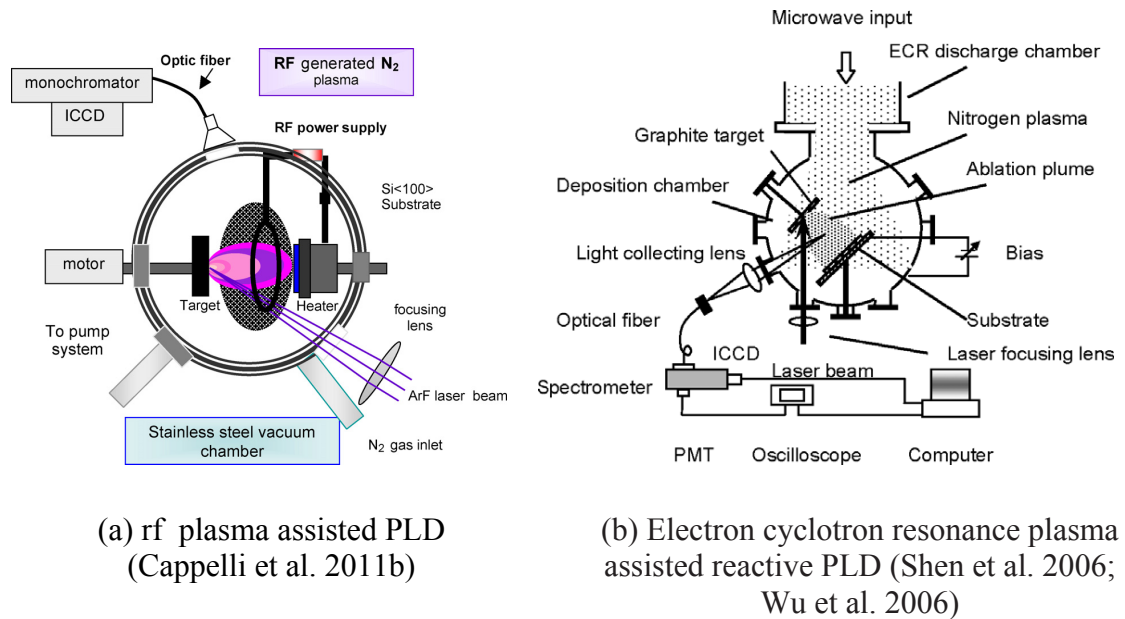 Optic fiber
monochromator
ICCD
RF generated N2
plasma
RF power supply
Si<100>
Substrate
motor
Target
Heater
focusing
lens
To pump
system
ArF laser beam
N2 gas inlet
Stainless steel vacuum
chamber
(a) rf plasma assisted PLD
(Cappelli et al. 2011b)
Microwave input
ECR discharge chamber
Nitrogen plasma
Graphite target
Ablation plume
Deposition chamber
Light collecting lens
Bias
Optical fiber
Substrate
Laser focusing lens
ICCD
Laser beam
Spectrometer
PMT
Oscilloscope
Computer
(b) Electron cyclotron resonance plasma
assisted reactive PLD (Shen et al. 2006;
Wu et al. 2006)